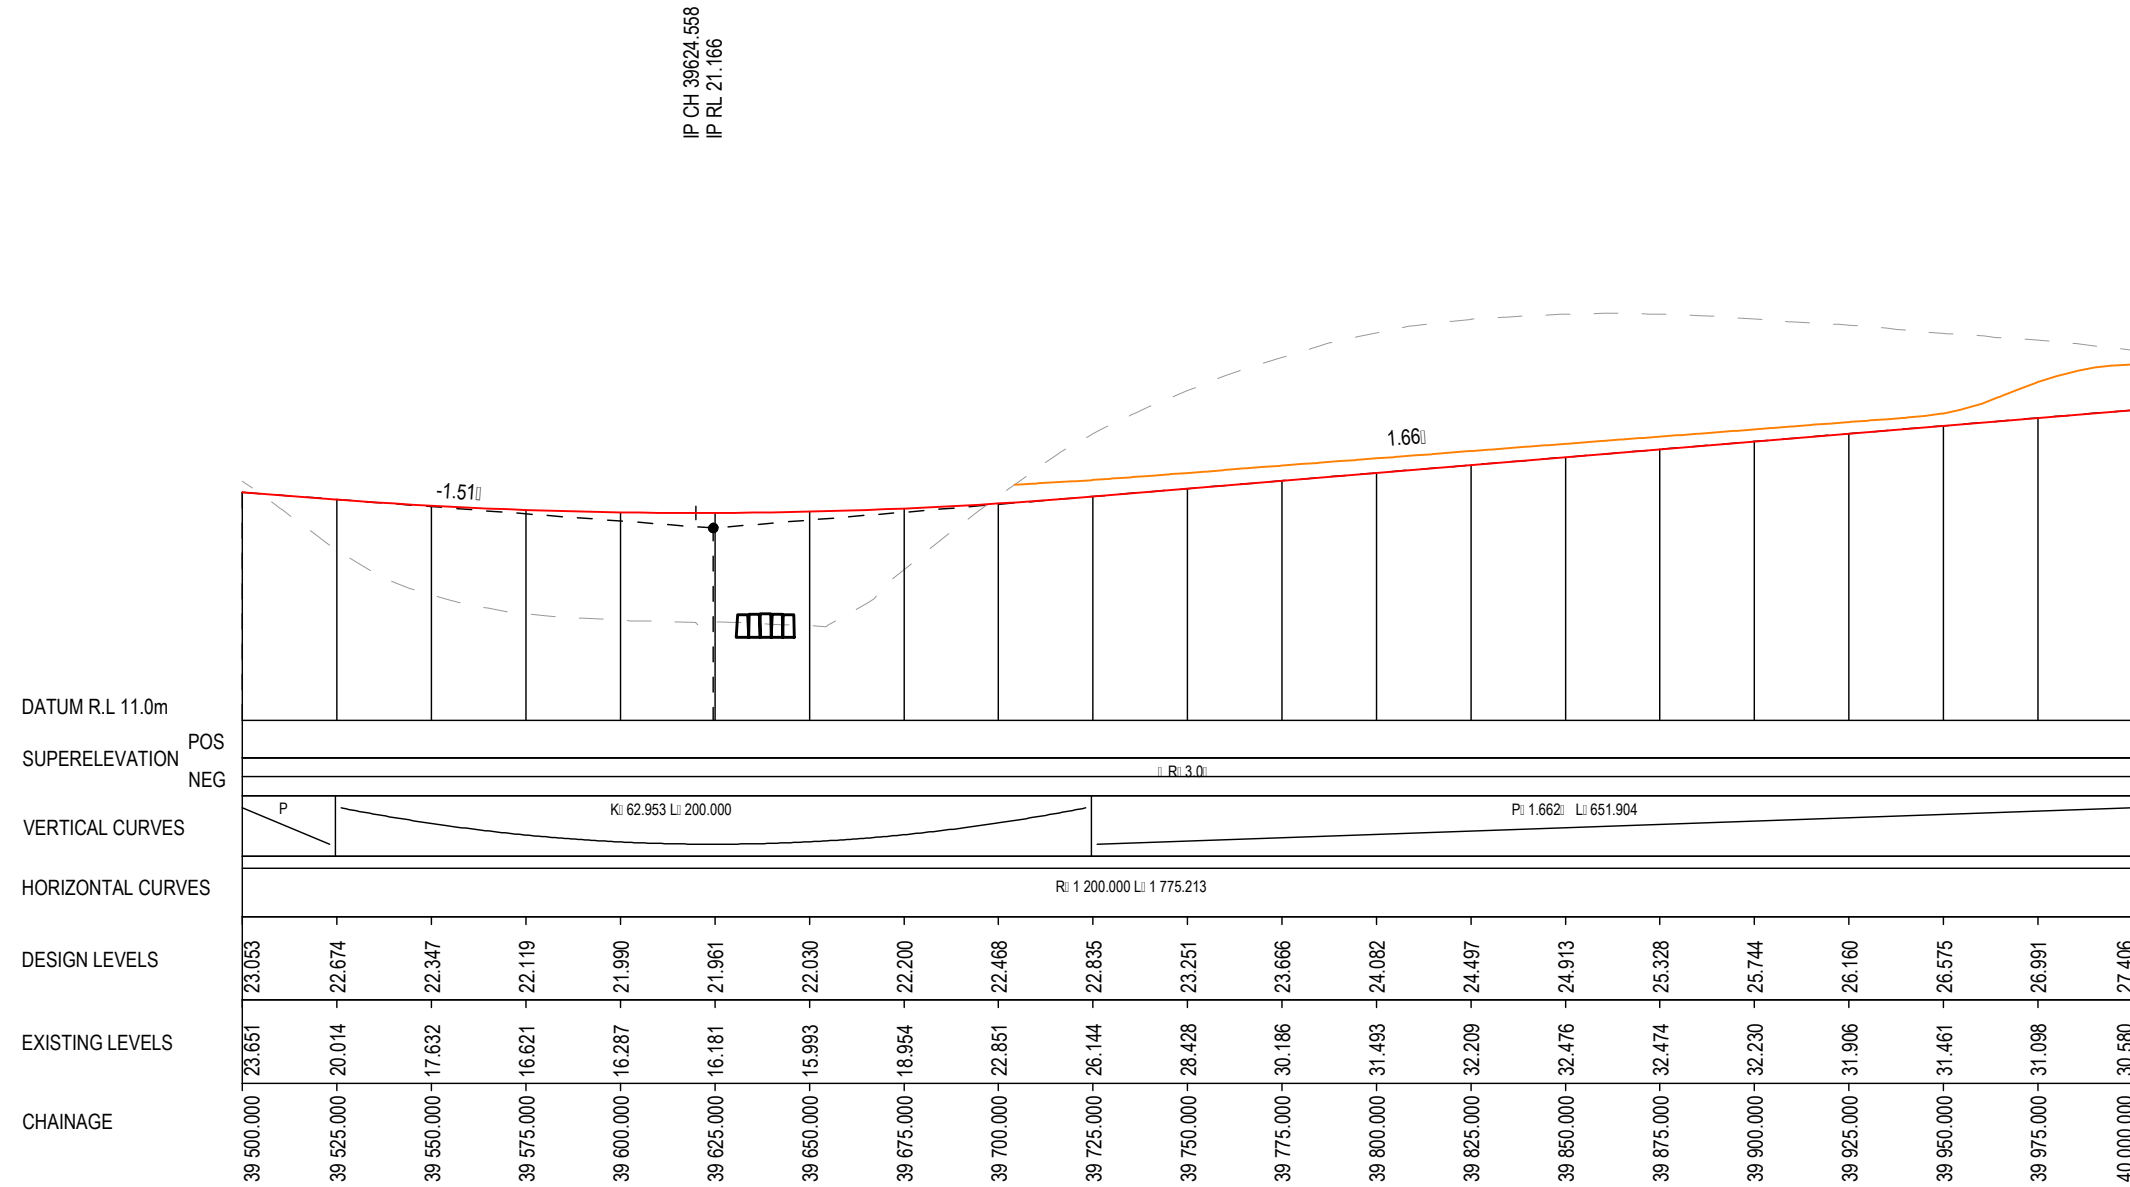 IP CH 39624.558
IP RL 21.166
-1.51
1.66
DATUM R.L 11.0m
SUPERELEVATION
POS
NEG
R 3.0
VERTICAL CURVES
P
K 62.953 L 200.000
P 1.662 L 651.904
HORIZONTAL CURVES
R 1 200.000 L 1 775.213
DESIGN LEVELS
23.053 22.674 22.347 22.119 21.990 21.961 22.030 22.200 22.468 22.835 23.251 23.666 24.082 24.497 24.913 25.328 25.744 26.160 26.575 26.991 27.406
EXISTING LEVELS
23.651 20.014 17.632 16.621 16.287 16.181 15.993 18.954 22.851 26.144 28.428 30.186 31.493 32.209 32.476 32.474 32.230 31.906 31.461 31.098 30.580
CHAINAGE
39 500.000 39 525.000 39 550.000 39 575.000 39 600.000 39 625.000 39 650.000 39 675.000 39 700.000 39 725.000 39 750.000 39 775.000 39 800.000 39 825.000 39 850.000 39 875.000 39 900.000 39 925.000 39 950.000 39 975.000 40 000.000